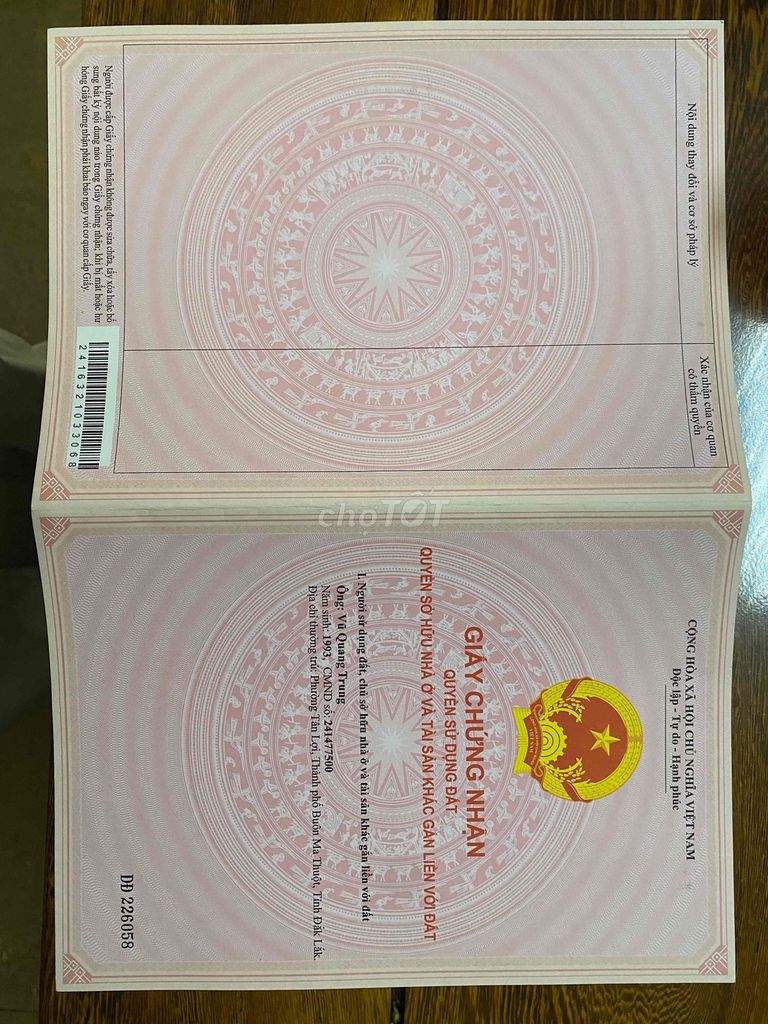 Nội dung thay đổi và cơ sở pháp lý
Xác nhận của cơ quan
có thẩm quyền
Người được cấp Giấy chứng nhận không được sửa chữa, tẩy xóa hoặc bổ
sung bất kỳ nội dung nào trong Giấy chứng nhận; khi bị mất hoặc hư
hỏng Giấy chứng nhận phải khai báo ngay với cơ quan cấp Giấy.
2416321033068
CỘNG HÒA XÃ HỘI CHỦ NGHĨA VIỆT NAM
Độc lập - Tự do - Hạnh phúc
VIỆT NAM
GIẤY CHỨNG NHẬN
QUYỀN SỬ DỤNG ĐẤT
QUYỀN SỞ HỮU NHÀ Ở VÀ TÀI SẢN KHÁC GẮN LIỀN VỚI ĐẤT
I. Người sử dụng đất, chủ sở hữu nhà ở và tài sản khác gắn liền với đất
Ông: Vũ Quang Trung
Năm sinh: 1993, CMND số: 241477500
Địa chỉ thường trú: Phường Tân Lợi, Thành phố Buôn Ma Thuột, Tỉnh Đắk Lắk.
DĐ 226058
chợTỐT